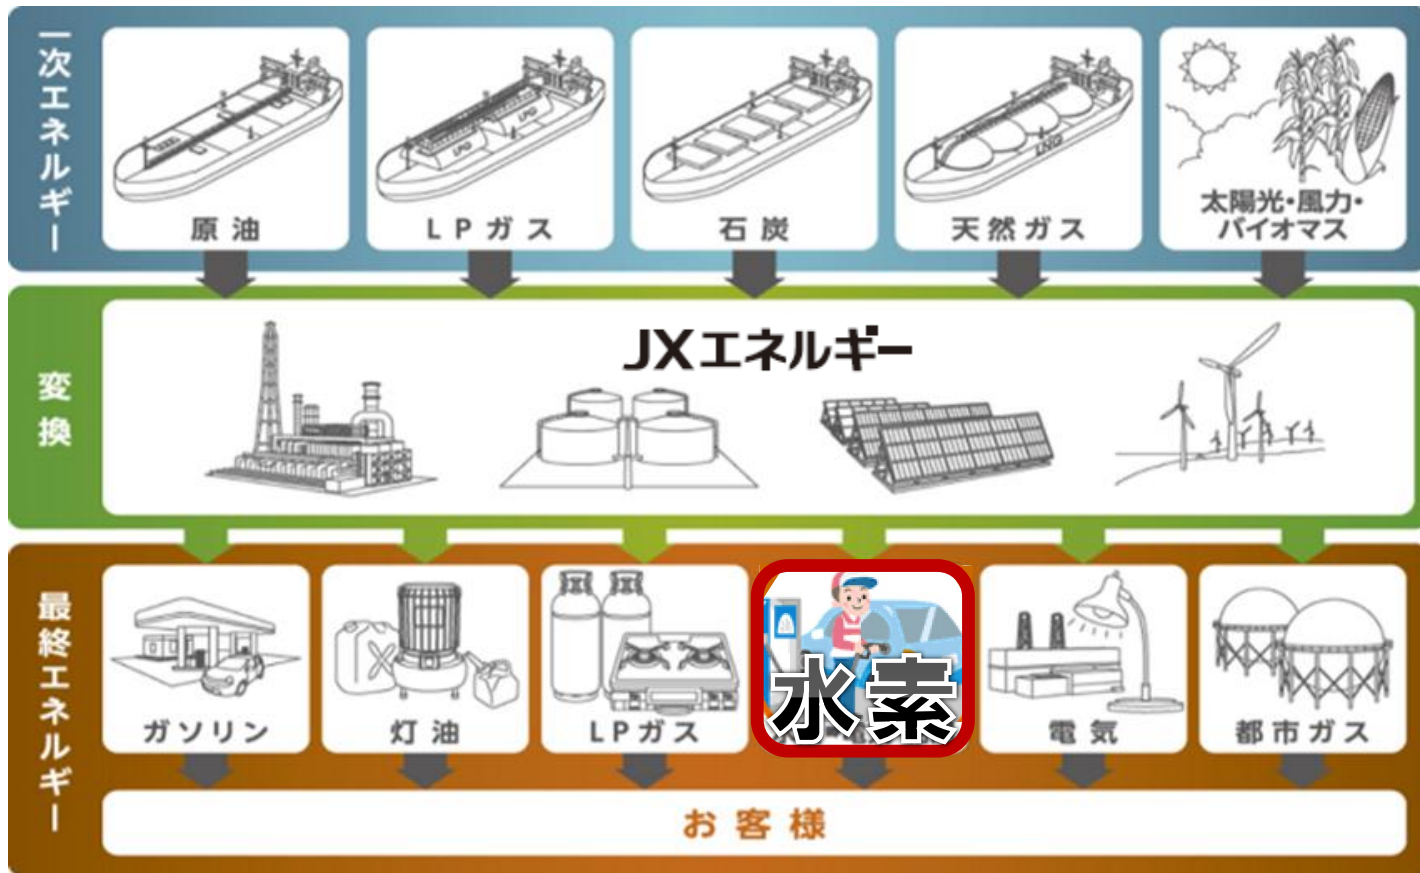 一次エネルギー
原油
LPガス
LPG
LPG
石炭
天然ガス
LNG
太陽光・風力・
バイオマス
変換
JXエネルギー
最終エネルギー
ガソリン
灯油
LPガス
水素
電気
都市ガス
お客様